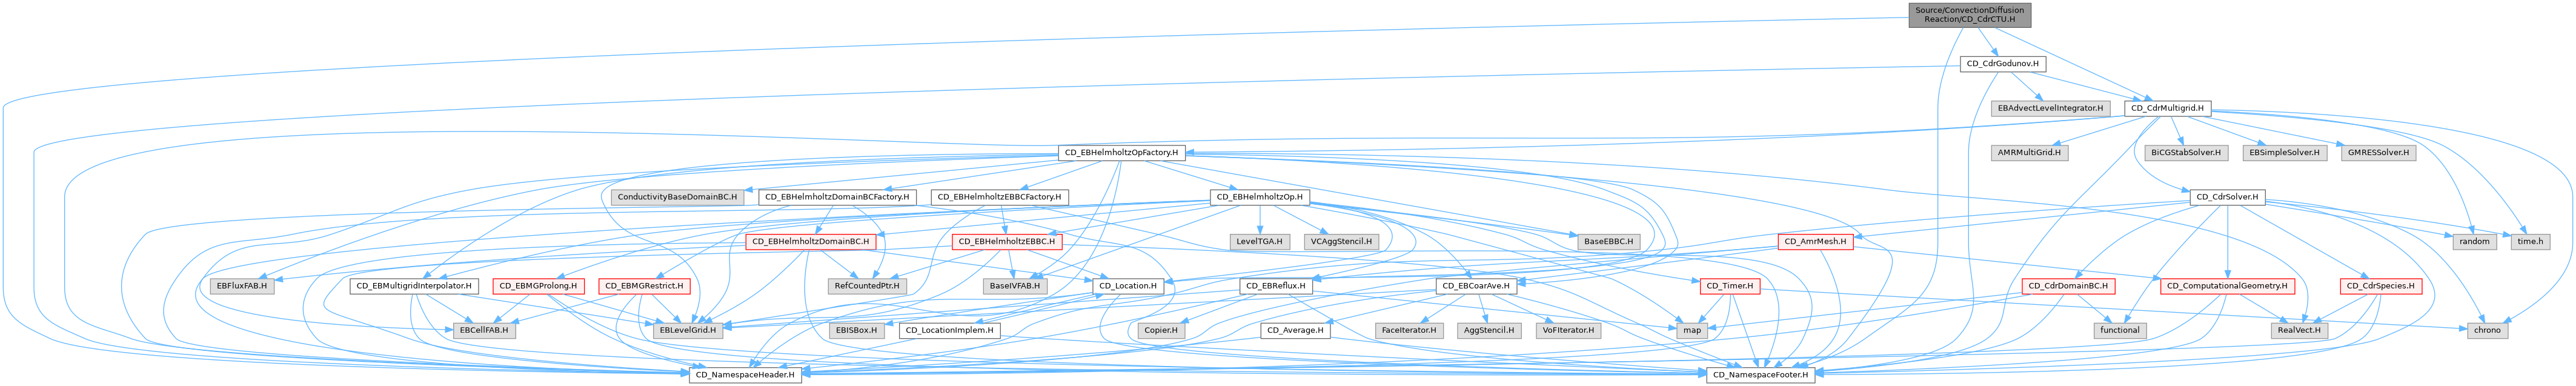 Source/ConvectionDiffusion
Reaction/CD_CdrCTU.H
CD_CdrGodunov.H
EBAdvectLevelIntegrator.H
CD_CdrMultigrid.H
CD_EBHelmholtzOpFactory.H
AMRMultiGrid.H
BiCGStabSolver.H
EBSimpleSolver.H
GMRESSolver.H
ConductivityBaseDomainBC.H
CD_EBHelmholtzDomainBCFactory.H
CD_EBHelmholtzEBBCFactory.H
CD_EBHelmholtzOp.H
CD_CdrSolver.H
CD_EBHelmholtzDomainBC.H
CD_EBHelmholtzEBBC.H
LevelTGA.H
VCAggStencil.H
BaseEBBC.H
CD_AmrMesh.H
random
time.h
EBFluxFAB.H
CD_EBMultigridInterpolator.H
CD_EBMGProlong.H
CD_EBMGRestrict.H
RefCountedPtr.H
BaseIVFAB.H
CD_Location.H
CD_EBReflux.H
CD_EBCoarAve.H
CD_Timer.H
CD_CdrDomainBC.H
CD_ComputationalGeometry.H
CD_CdrSpecies.H
EBCellFAB.H
EBLevelGrid.H
EBISBox.H
CD_LocationImplem.H
Copier.H
CD_Average.H
FaceIterator.H
AggStencil.H
VoFIterator.H
map
functional
RealVect.H
chrono
CD_NamespaceHeader.H
CD_NamespaceFooter.H